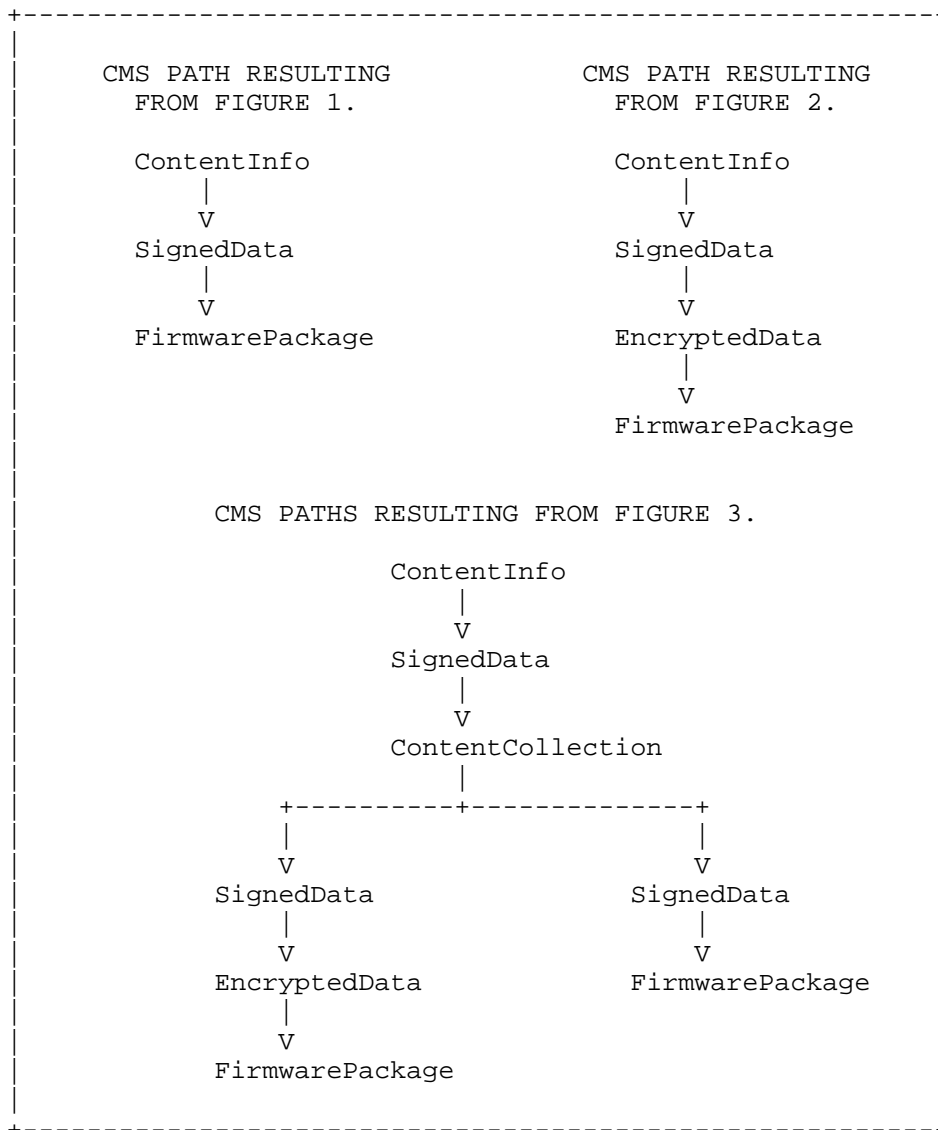 CMS PATH RESULTING CMS PATH RESULTING
FROM FIGURE 1. FROM FIGURE 2.
ContentInfo ContentInfo
| |
V V
SignedData SignedData
| |
V V
FirmwarePackage EncryptedData
|
V
FirmwarePackage
CMS PATHS RESULTING FROM FIGURE 3.
ContentInfo
|
V
SignedData
|
V
ContentCollection
|
+----------+--------------+
| |
V V
SignedData SignedData
| |
V V
EncryptedData FirmwarePackage
|
V
FirmwarePackage